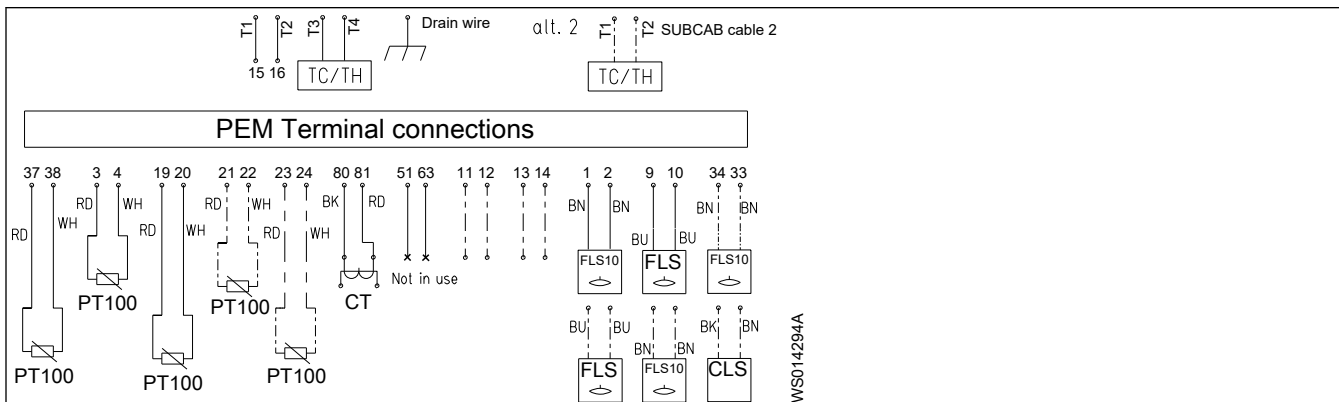 T1 T2 T3 T4 Drain wire alt. 2 T1 T2 SUBCAB cable 2
15 16 TC/TH TC/TH
PEM Terminal connections
37 38 3 4 19 20 21 22 23 24 80 81 51 63 11 12 13 14 1 2 9 10 34 33
RD WH RD WH BK RD BN BN BN BN
RD WH RD WH RD WH BU BU
FLS10 FLS FLS10
Not in use
PT100 PT100 CT
BU BU BN BN BK BN
FLS FLS10 CLS
PT100 PT100 PT100
WS014294A